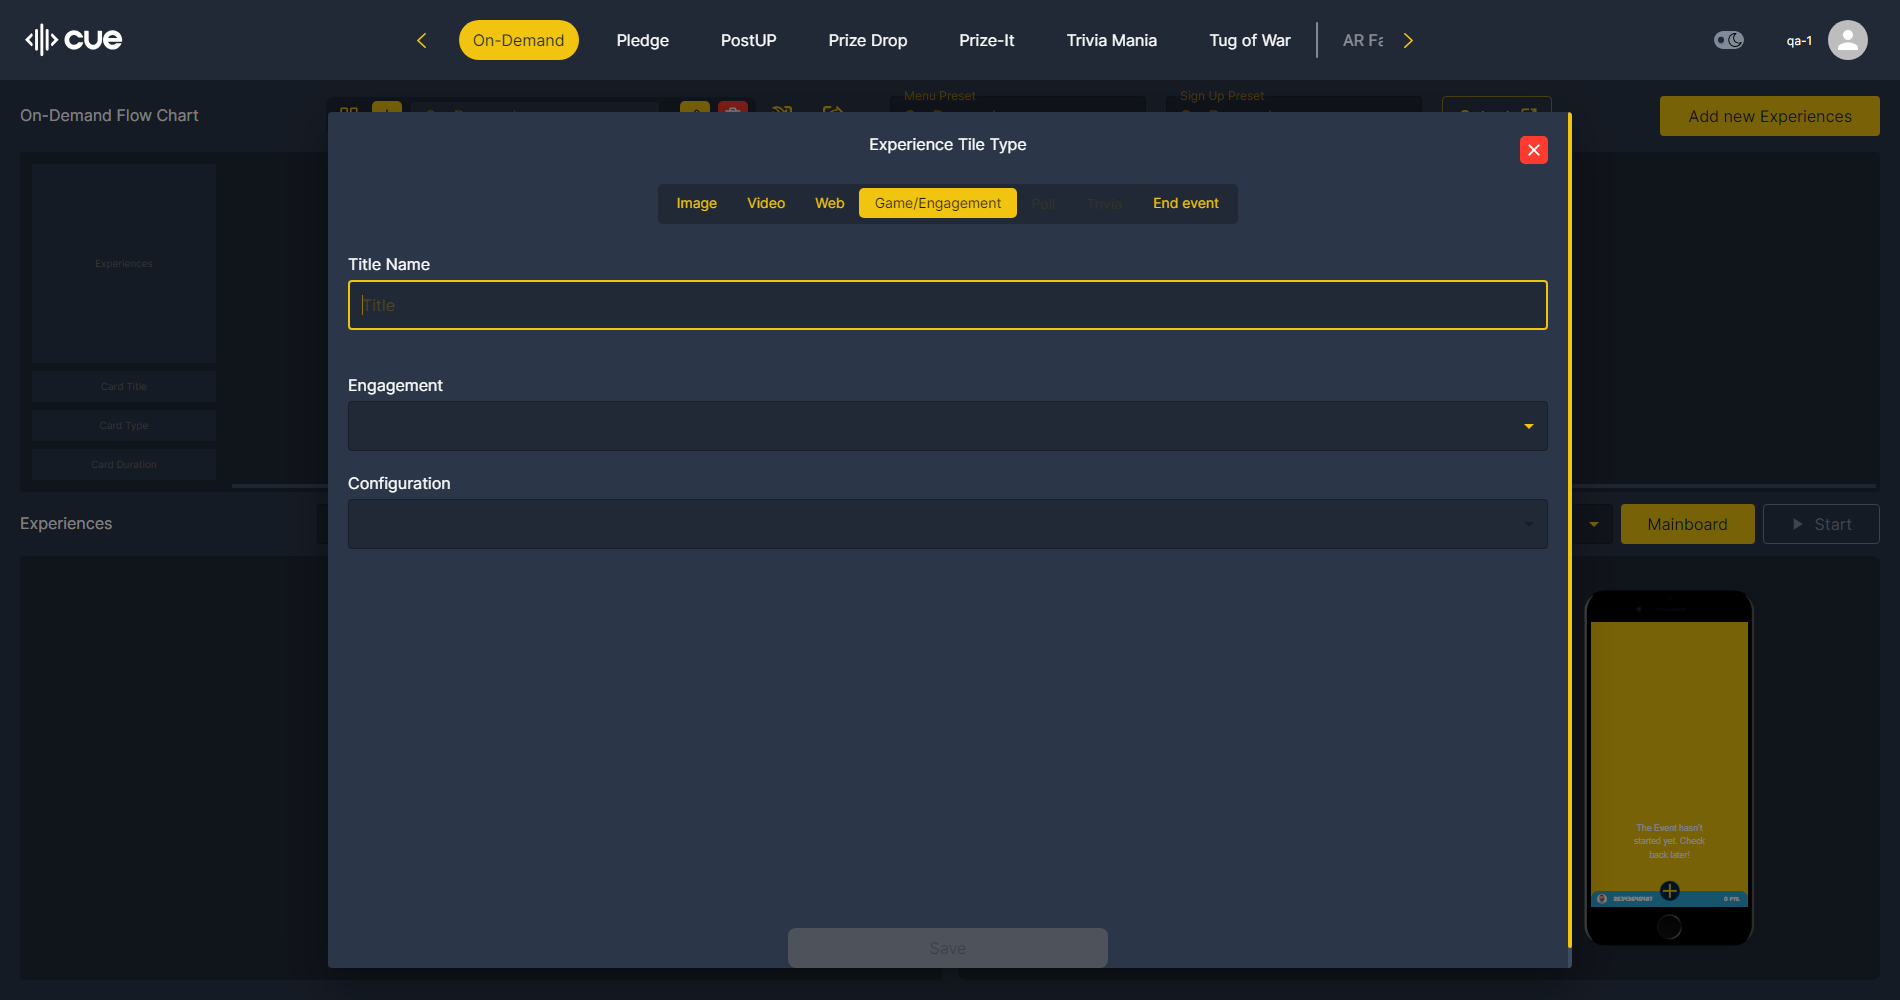 cue
On-Demand
Pledge
PostUP
Prize Drop
Prize-It
Trivia Mania
Tug of War
AR Fa
qa-1
On-Demand Flow Chart
Menu Preset
Sign Up Preset
Add new Experiences
Experience Tile Type
Image
Video
Web
Game/Engagement
Poll
Trivia
End event
Experiences
Card Title
Card Type
Card Duration
Title Name
Title
Engagement
Configuration
Experiences
Mainboard
Start
The Event hasn't
started yet. Check
back later!
0 PTS.
Save